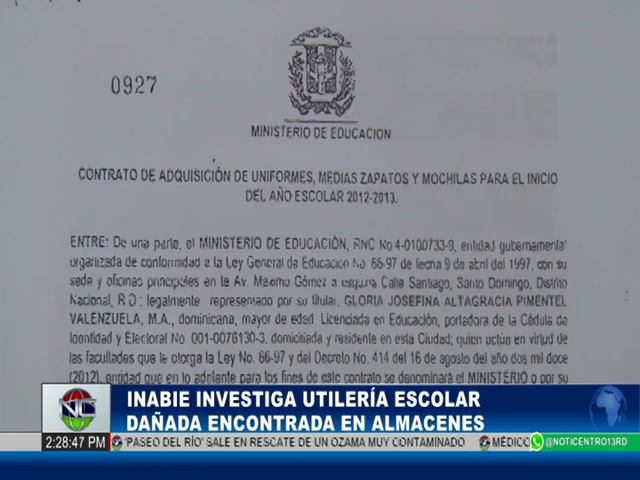 0927
MINISTERIO DE EDUCACION
CONTRATO DE ADQUISICIÓN DE UNIFORMES, MEDIAS ZAPATOS Y MOCHILAS PARA EL INICIO
DEL AÑO ESCOLAR 2012-2013.
ENTRE: De una parte, el MINISTERIO DE EDUCACIÓN, RNC No 4-0100733-9, entidad gubernamental
organizada de conformidad a la Ley General de Educación No. 66-97 de fecha 9 de abril del 1997, con su
sede y oficinas principales en la Av. Máximo Gómez a esquina Calle Santiago, Santo Domingo, Distrito
Nacional, R.D; legalmente representado por su titular, GLORIA JOSEFINA ALTAGRACIA PIMENTEL
VALENZUELA, M.A., dominicana, mayor de edad. Licenciada en Educación, portadora de la Cédula de
Identidad y Electoral No 001-0076130-3, domiciliada y residente en esta Ciudad; quien actúa en virtud de
las facultades que le otorga la Ley No. 66-97 y del Decreto No. 414 del 16 de agosto del año dos mil doce
(2012), entidad que en lo adelante para los fines de este contrato se denominará el MINISTERIO o por su
NC
INABIE INVESTIGA UTILERÍA ESCOLAR
DAÑADA ENCONTRADA EN ALMACENES
2:28:47 PM
"PASEO DEL RÍO' SALE EN RESCATE DE UN OZAMA MUY CONTAMINADO
MÉDICO
@NOTICENTRO13RD